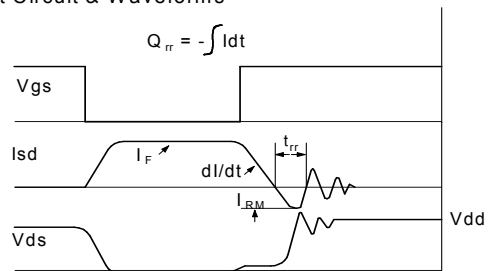 t Circuit & Waveforms
Q rr = - ∫ Idt
Vgs
Isd
I F
dI/dt
t rr
I RM
Vdd
Vds